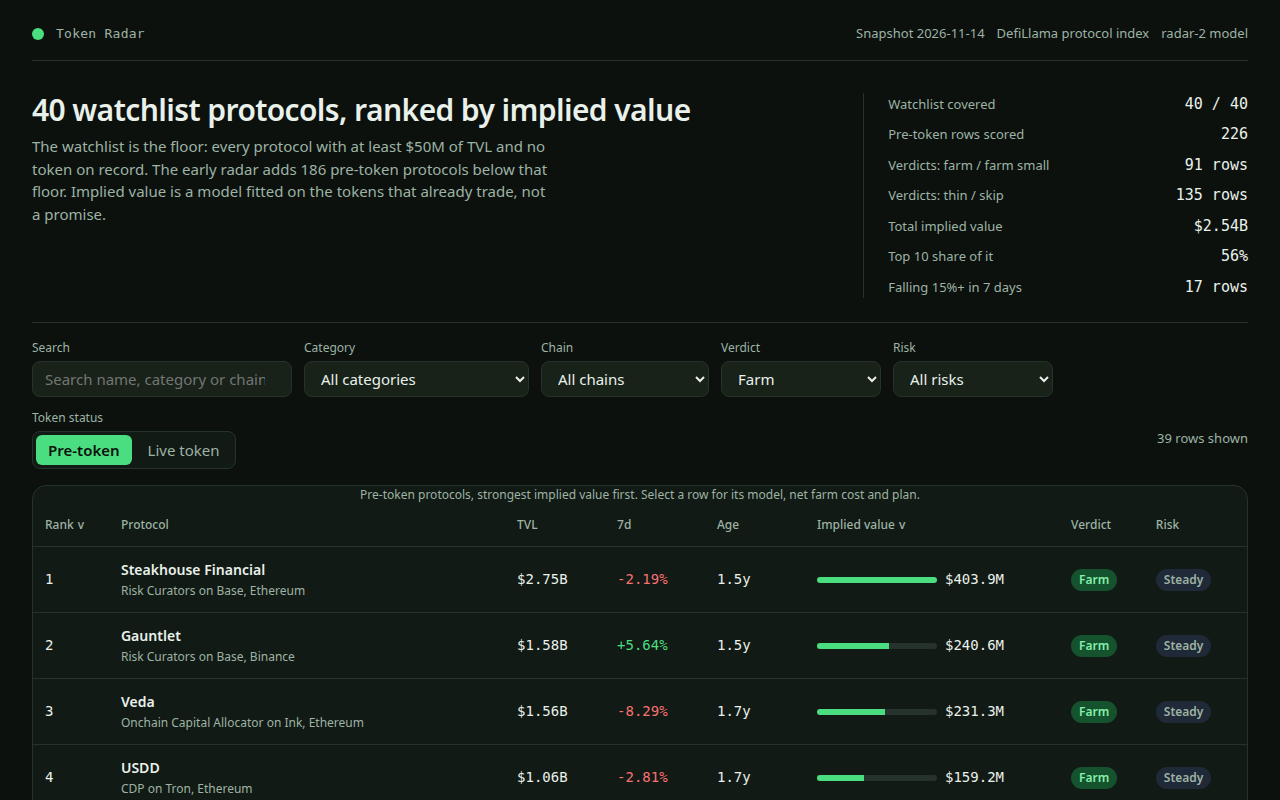 Token Radar
Snapshot 2026-11-14 DefiLlama protocol index radar-2 model
40 watchlist protocols, ranked by implied value
The watchlist is the floor: every protocol with at least $50M of TVL and no
token on record. The early radar adds 186 pre-token protocols below that
floor. Implied value is a model fitted on the tokens that already trade, not
a promise.
Watchlist covered 40 / 40
Pre-token rows scored 226
Verdicts: farm / farm small 91 rows
Verdicts: thin / skip 135 rows
Total implied value $2.54B
Top 10 share of it 56%
Falling 15%+ in 7 days 17 rows
Search Category Chain Verdict Risk
Search name, category or chain All categories All chains Farm All risks
Token status
Pre-token Live token
39 rows shown
Pre-token protocols, strongest implied value first. Select a row for its model, net farm cost and plan.
Rank v Protocol TVL 7d Age Implied value v Verdict Risk
1 Steakhouse Financial $2.75B -2.19% 1.5y $403.9M Farm Steady
Risk Curators on Base, Ethereum
2 Gauntlet $1.58B +5.64% 1.5y $240.6M Farm Steady
Risk Curators on Base, Binance
3 Veda $1.56B -8.29% 1.7y $231.3M Farm Steady
Onchain Capital Allocator on Ink, Ethereum
4 USDD $1.06B -2.81% 1.7y $159.2M Farm Steady
CDP on Tron, Ethereum